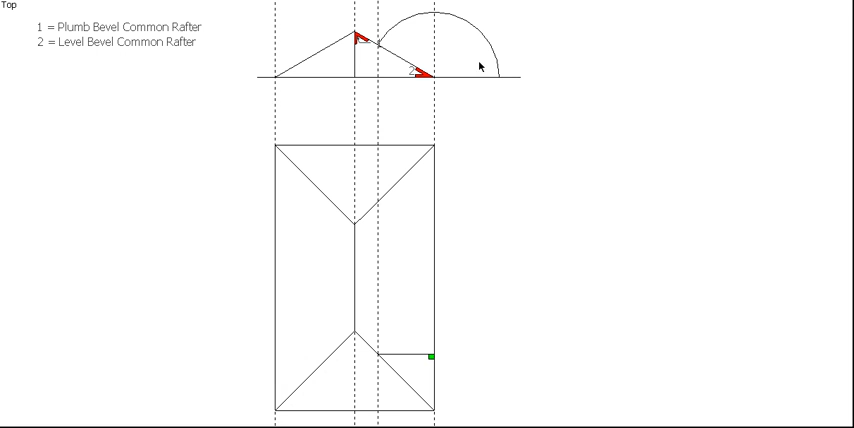 Top
1 = Plumb Bevel Common Rafter
2 = Level Bevel Common Rafter
1
2